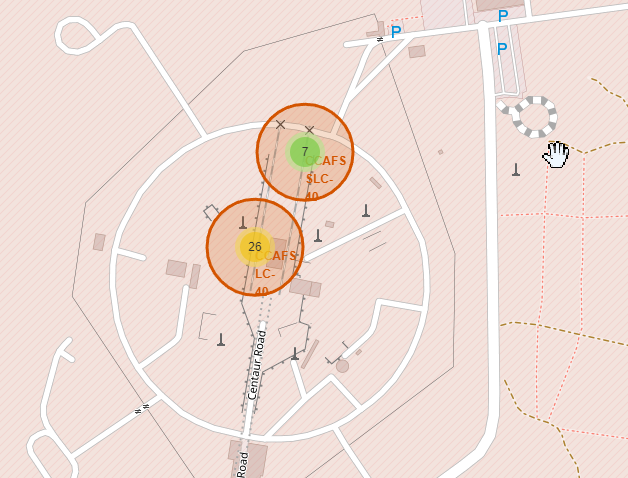 P
P
P
7
CCAFS
SLC-
40
26
CCAFS
LC-
40
Centaur Road
Road